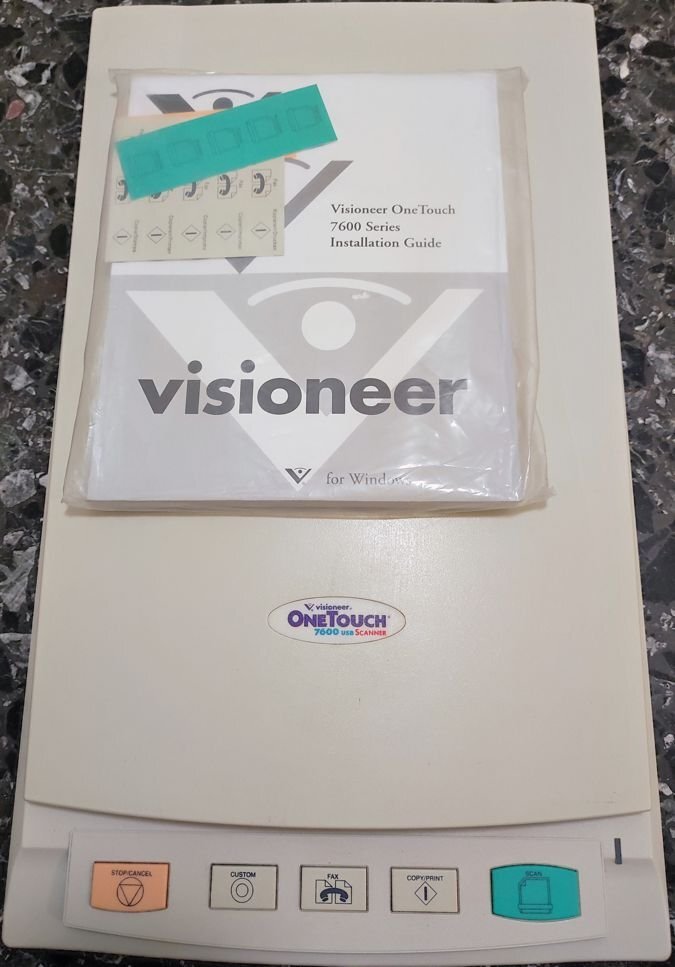 Visioneer OneTouch
7600 Series
Installation Guide
visioneer
for Windows
visioneer
ONETOUCH
7600 USB SCANNER
STOP/CANCEL
CUSTOM
FAX
COPY/PRINT
SCAN